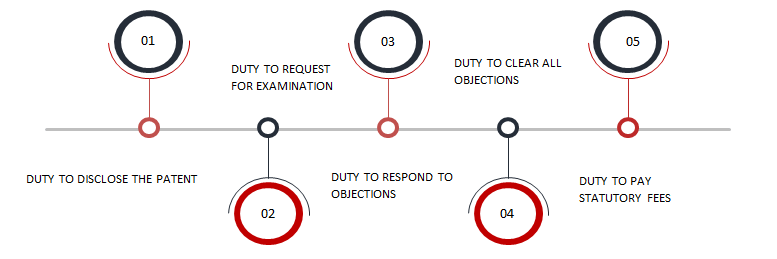 01
DUTY TO DISCLOSE THE PATENT
02
DUTY TO REQUEST
FOR EXAMINATION
03
DUTY TO RESPOND TO
OBJECTIONS
04
DUTY TO CLEAR ALL
OBJECTIONS
05
DUTY TO PAY
STATUTORY FEES